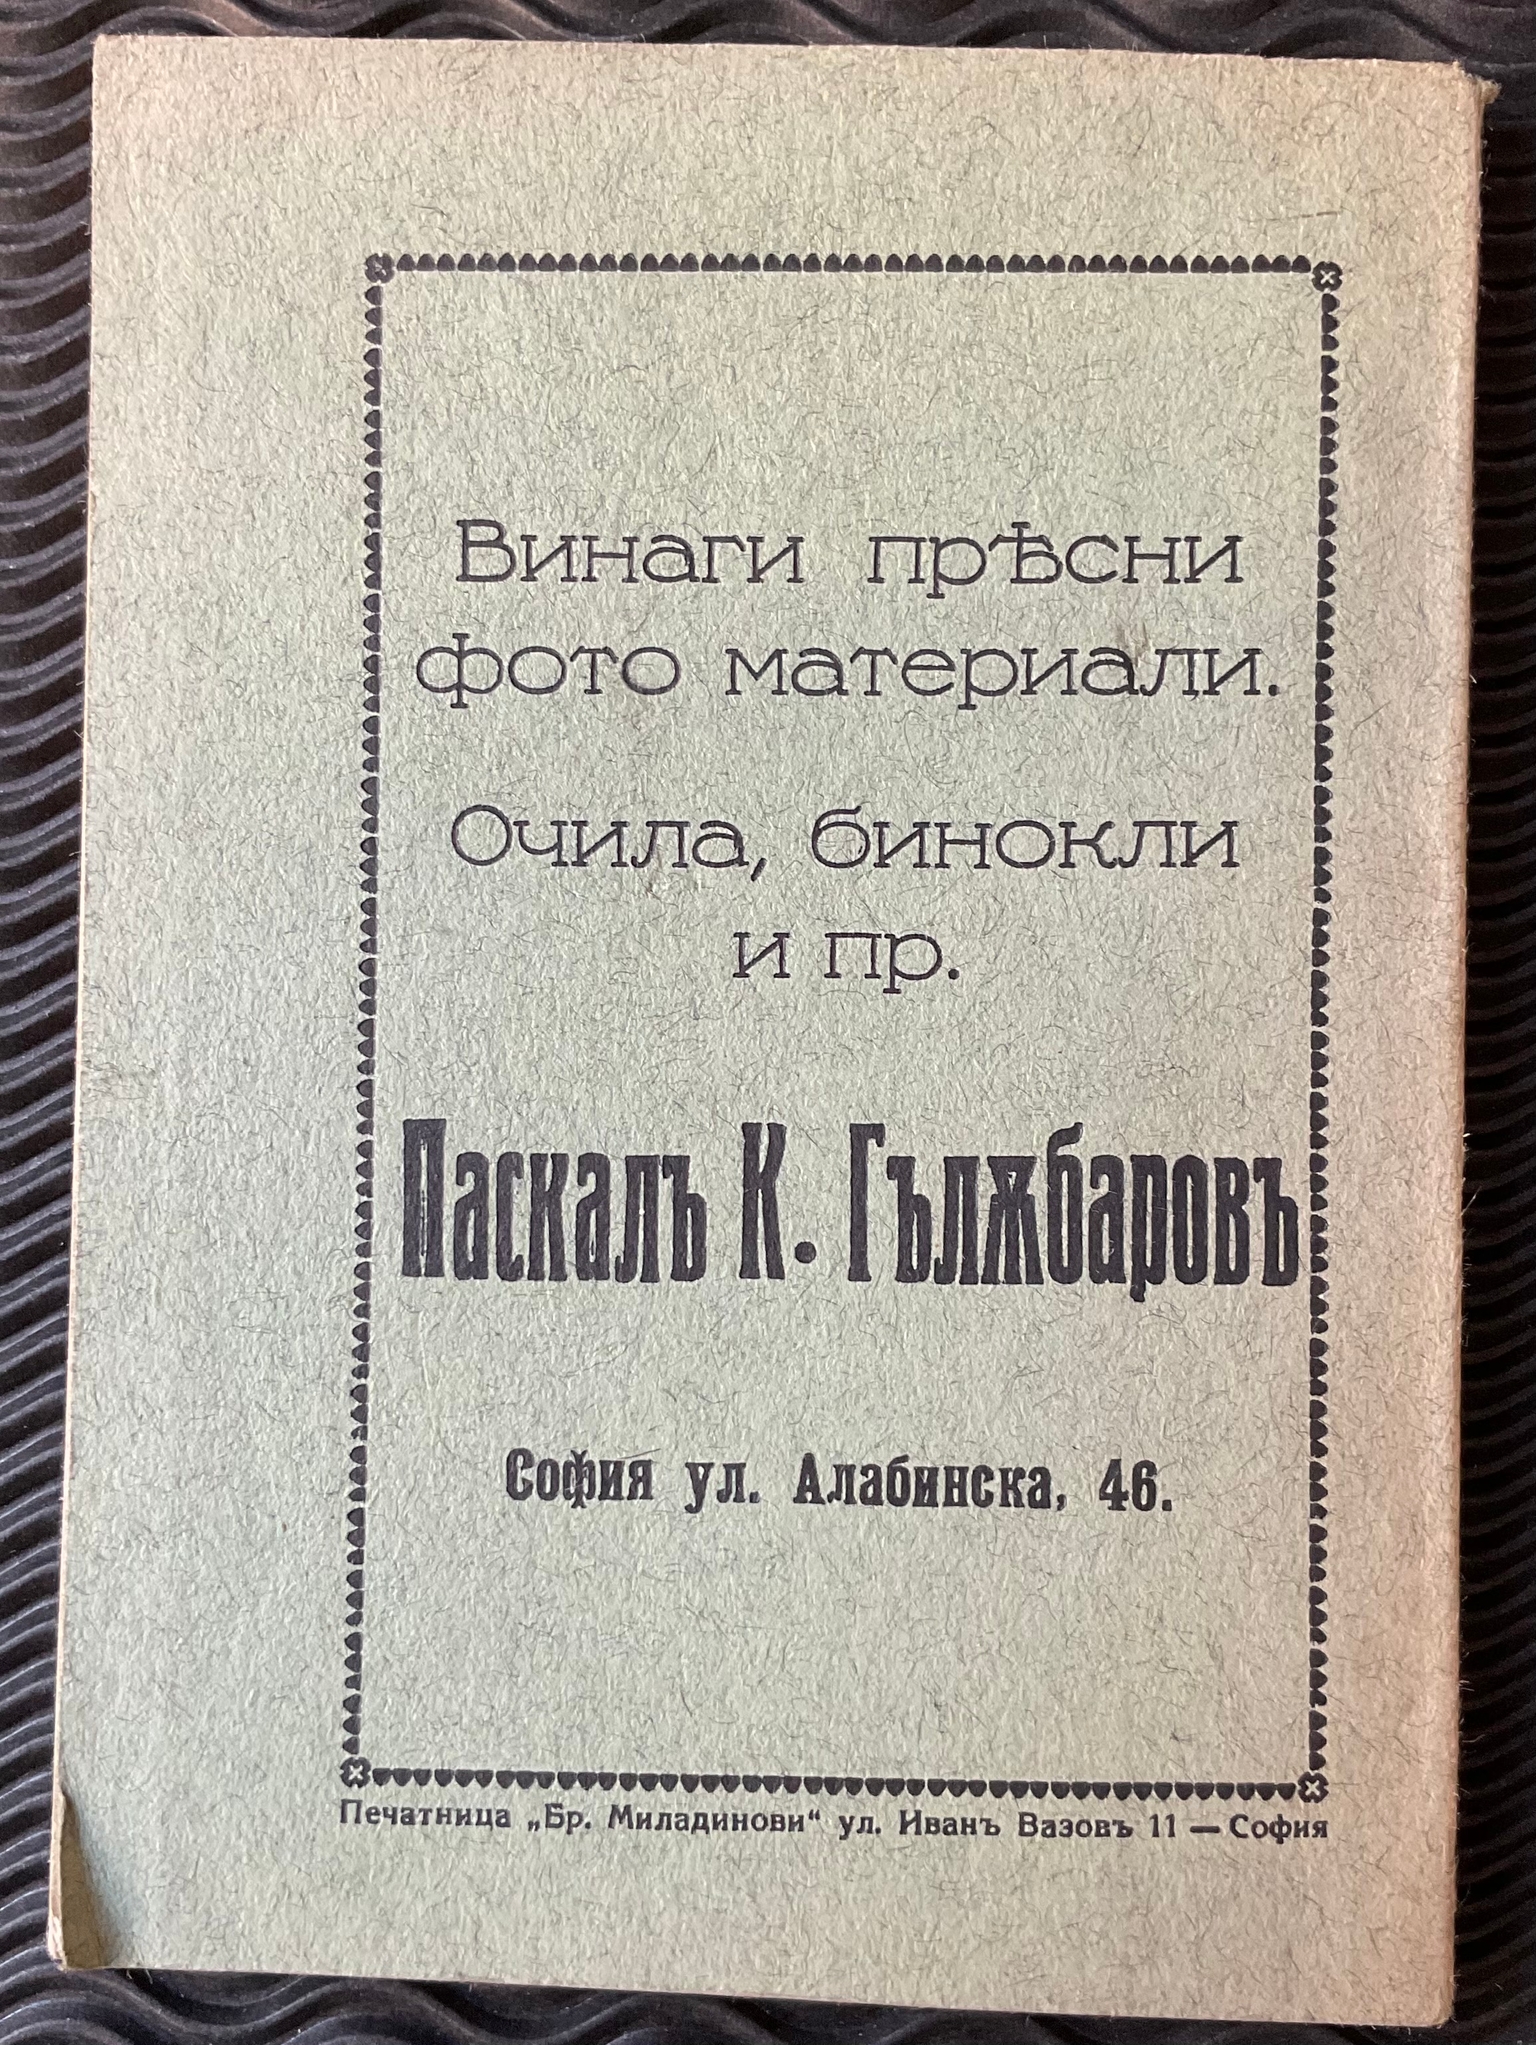 Винаги прѣсни
фото материали.
Очила, бинокли
и пр.
Паскалъ К. Гълѫбаровъ
София ул. Алабинска, 46.
Печатница „Бр. Миладинови“ ул. Иванъ Вазовъ 11 — София